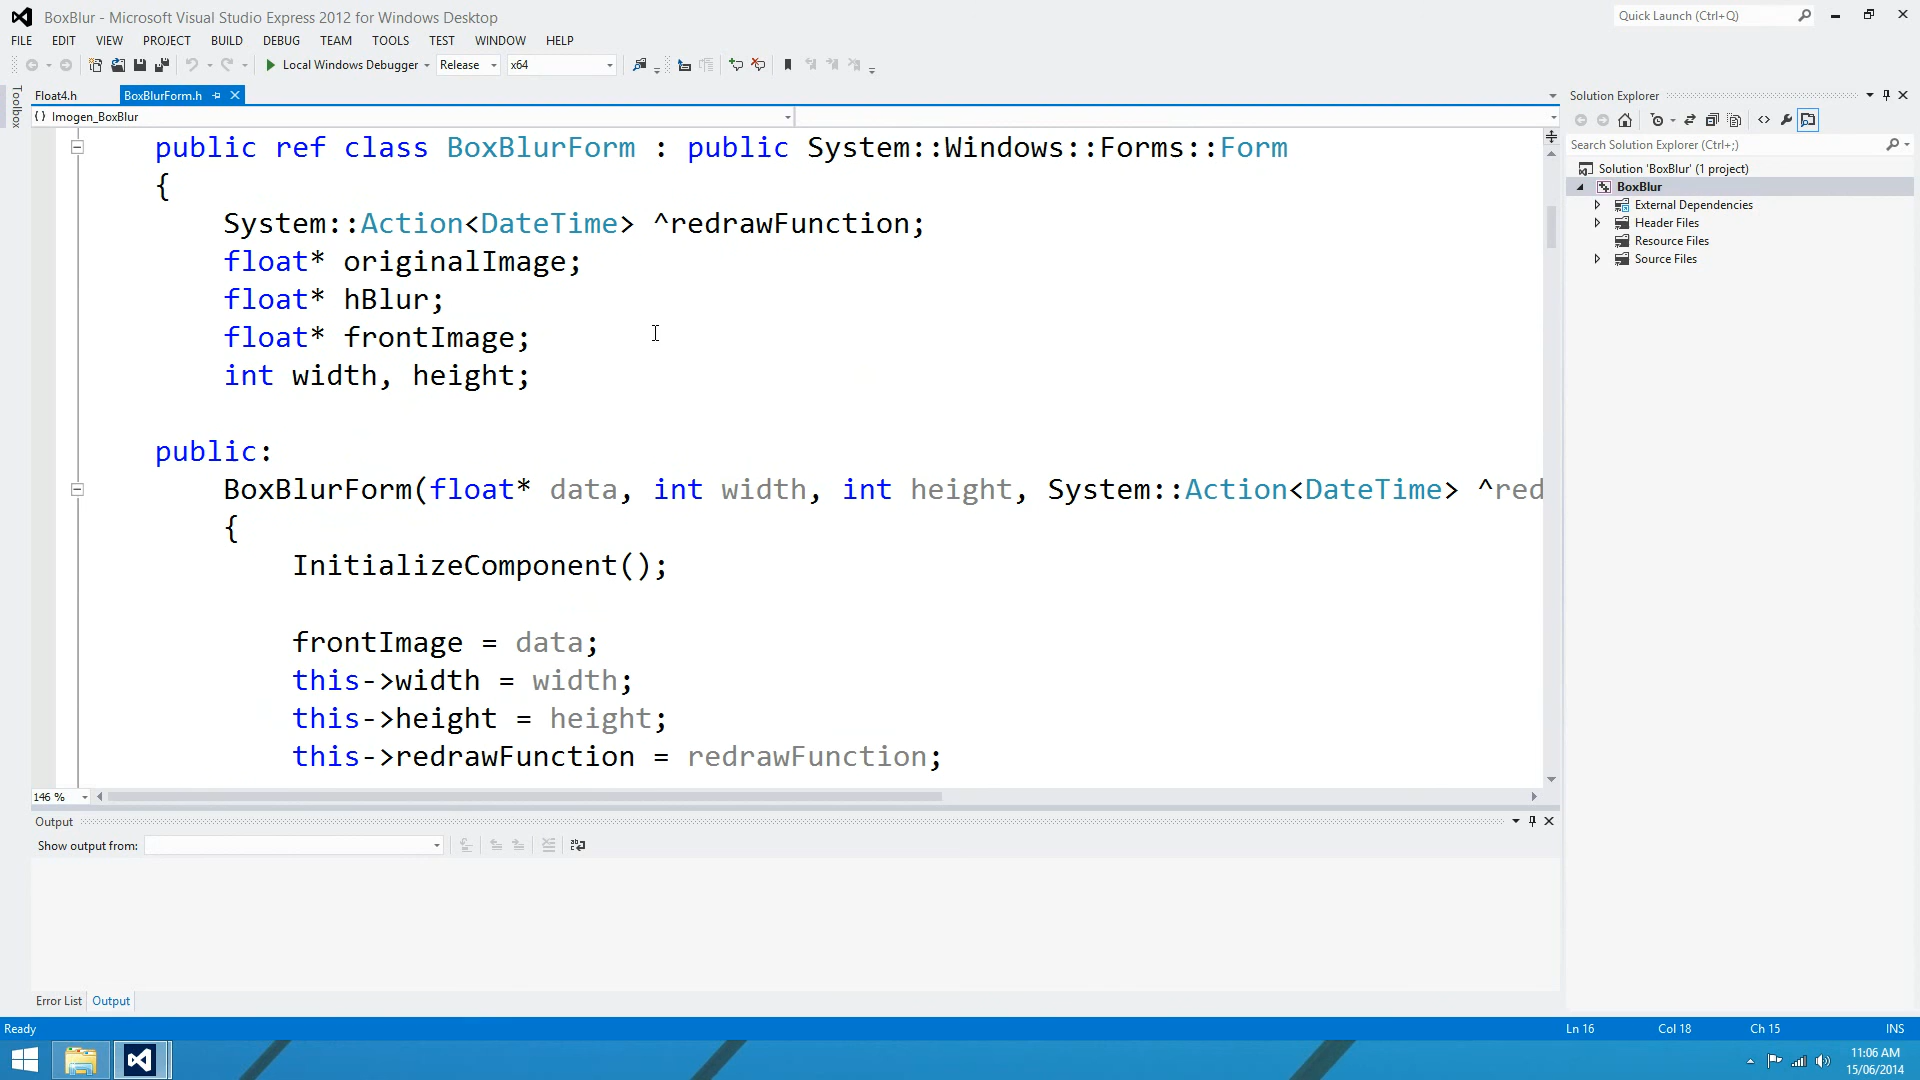 BoxBlur - Microsoft Visual Studio Express 2012 for Windows Desktop
Quick Launch (Ctrl+Q)
FILE EDIT VIEW PROJECT BUILD DEBUG TEAM TOOLS TEST WINDOW HELP
Local Windows Debugger Release x64
Toolbox
Float4.h BoxBlurForm.h
{} Imogen_BoxBlur
public ref class BoxBlurForm : public System::Windows::Forms::Form
{
System::Action<DateTime> ^redrawFunction;
float* originalImage;
float* hBlur;
float* frontImage;
int width, height;
public:
BoxBlurForm(float* data, int width, int height, System::Action<DateTime> ^red
{
InitializeComponent();
frontImage = data;
this->width = width;
this->height = height;
this->redrawFunction = redrawFunction;
146 %
Output
Show output from:
Error List Output
Solution Explorer
Search Solution Explorer (Ctrl+;)
Solution 'BoxBlur' (1 project)
BoxBlur
External Dependencies
Header Files
Resource Files
Source Files
Ready Ln 16 Col 18 Ch 15 INS
11:06 AM
15/06/2014